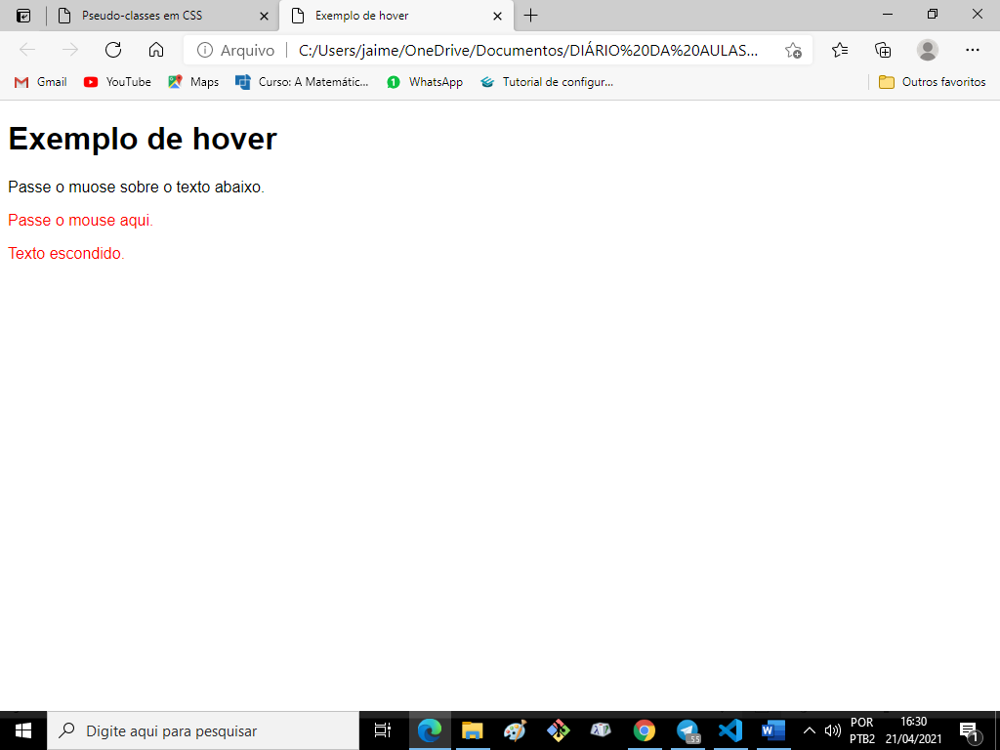 Pseudo-classes em CSS
Exemplo de hover
Arquivo
C:/Users/jaime/OneDrive/Documentos/DIÁRIO%20DA%20AULAS...
Gmail
YouTube
Maps
Curso: A Matemátic...
1
WhatsApp
Tutorial de configur...
Outros favoritos
Exemplo de hover
Passe o muose sobre o texto abaixo.
Passe o mouse aqui.
Texto escondido.
Digite aqui para pesquisar
55
W
POR
PTB2
16:30
21/04/2021
1